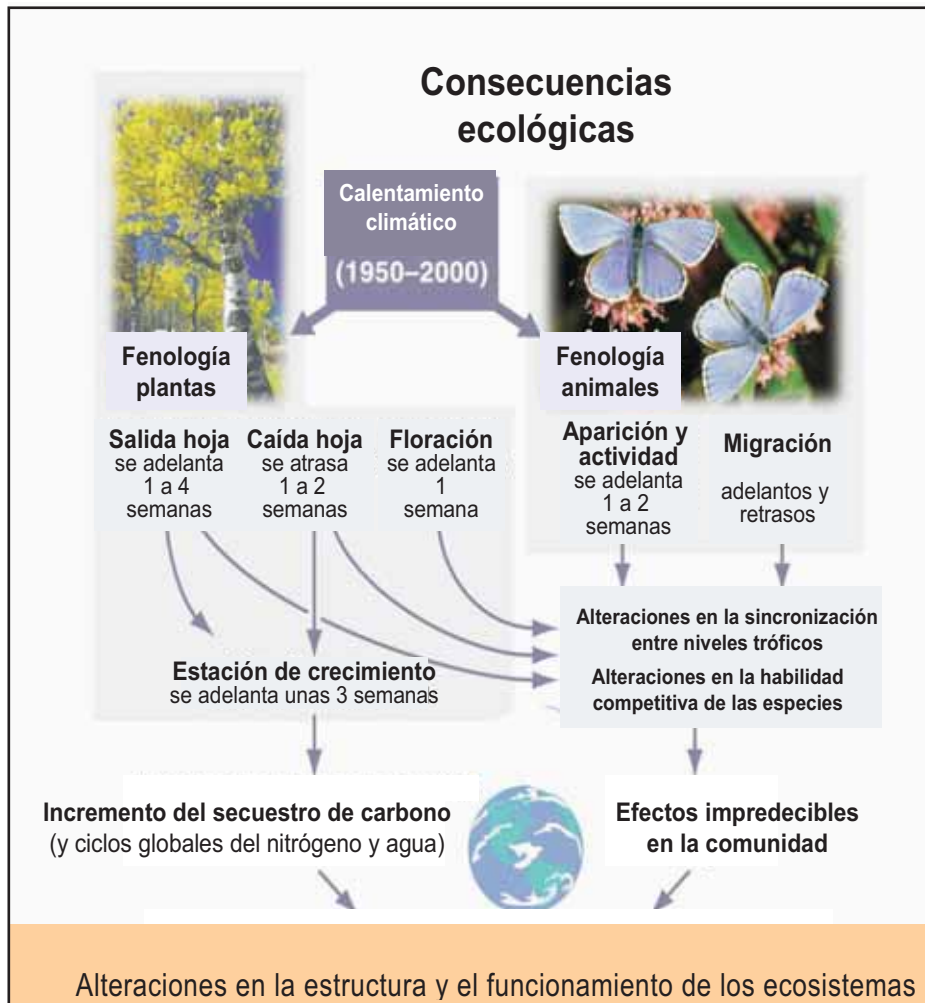 Consecuencias
ecológicas
Calentamiento
climático
(1950–2000)
Fenología
plantas
Fenología
animales
Salida hoja
se adelanta
1 a 4
semanas
Caída hoja
se atrasa
1 a 2
semanas
Floración
se adelanta
1
semana
Aparición y
actividad
se adelanta
1 a 2
semanas
Migración
adelantos y
retrasos
Alteraciones en la sincronización
entre niveles tróficos
Alteraciones en la habilidad
competitiva de las especies
Estación de crecimiento
se adelanta unas 3 semanas
Incremento del secuestro de carbono
(y ciclos globales del nitrógeno y agua)
Efectos impredecibles
en la comunidad
Alteraciones en la estructura y el funcionamiento de los ecosistemas